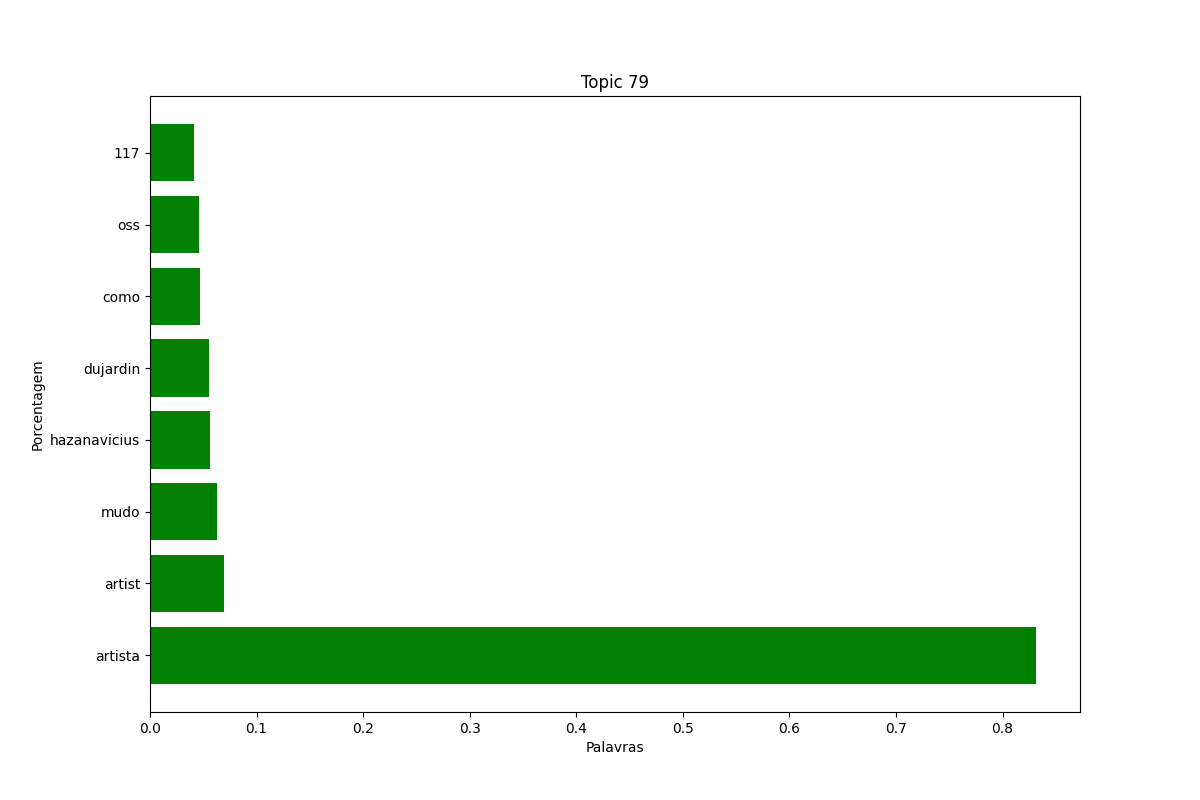 Topic 79
Porcentagem
117
oss
como
dujardin
hazanavicius
mudo
artist
artista
0.0 0.1 0.2 0.3 0.4 0.5 0.6 0.7 0.8
Palavras